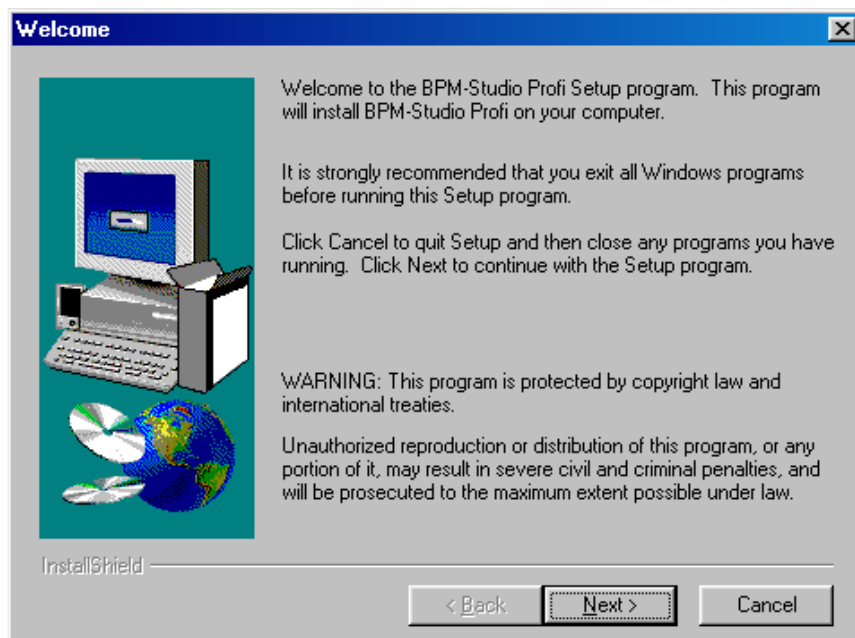 Welcome
Welcome to the BPM-Studio Profi Setup program. This program
will install BPM-Studio Profi on your computer.
It is strongly recommended that you exit all Windows programs
before running this Setup program.
Click Cancel to quit Setup and then close any programs you have
running. Click Next to continue with the Setup program.
WARNING: This program is protected by copyright law and
international treaties.
Unauthorized reproduction or distribution of this program, or any
portion of it, may result in severe civil and criminal penalties, and
will be prosecuted to the maximum extent possible under law.
InstallShield
< Back
Next >
Cancel